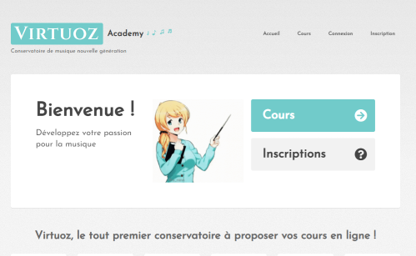 VIRTUOZ Academy
Conservatoire de musique nouvelle génération
Accueil Cours Connexion Inscription
Bienvenue !
Développez votre passion
pour la musique
Cours
Inscriptions
Virtuoz, le tout premier conservatoire à proposer vos cours en ligne !